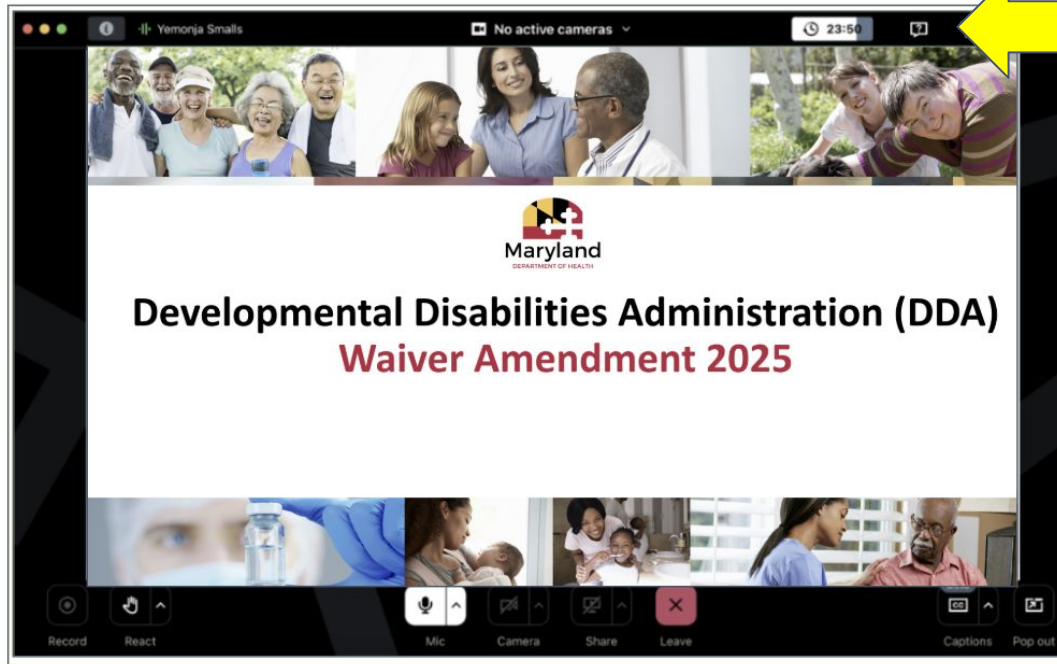 Yemonja Smalls
No active cameras
23:50
Maryland
DEPARTMENT OF HEALTH
Developmental Disabilities Administration (DDA)
Waiver Amendment 2025
CC
Record
React
Mic
Camera
Share
Leave
Captions
Pop out